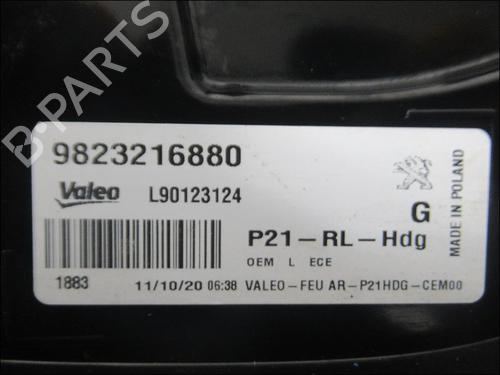 B-PARTS
9823216880
Valeo L90123124
G
P21-RL-Hdg
OEM L ECE
MADE IN POLAND
1883 11/10/20 06:38 VALEO-FEU AR-P21HDG-CEM00